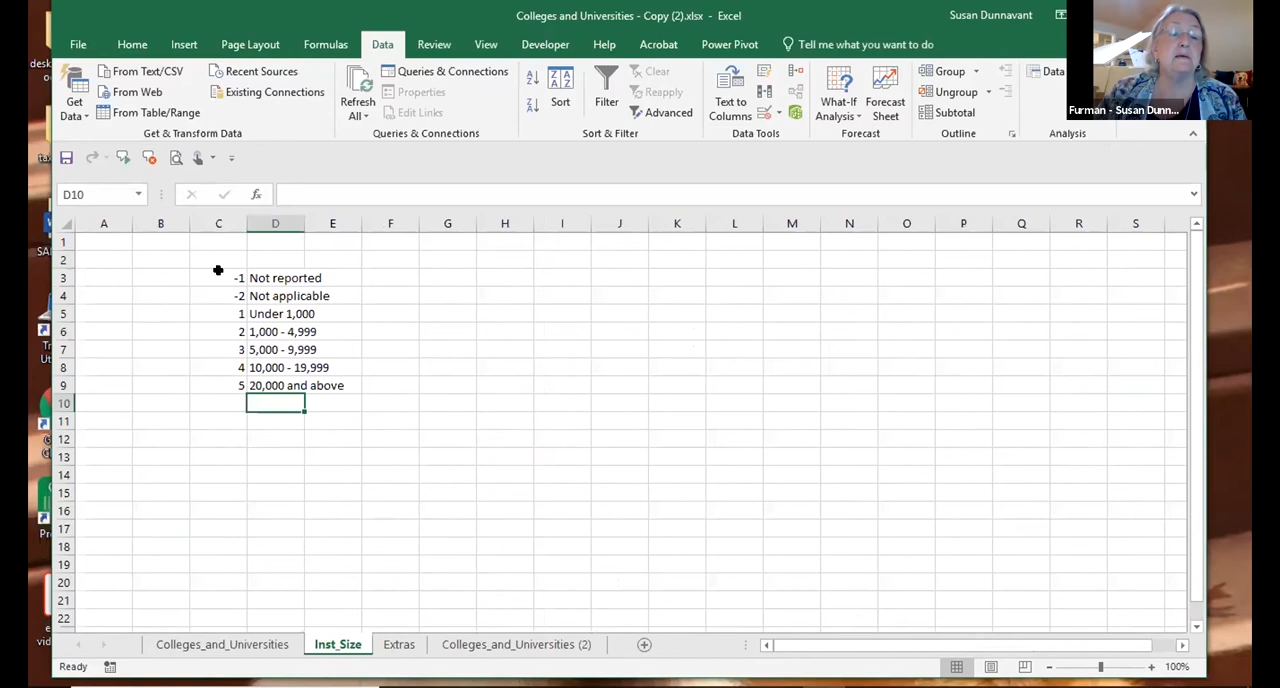 Colleges and Universities - Copy (2).xlsx - Excel
Susan Dunnavant
File Home Insert Page Layout Formulas Data Review View Developer Help Acrobat Power Pivot Tell me what you want to do
From Text/CSV Recent Sources Queries & Connections Clear Group Data
From Web Existing Connections Properties Reapply Ungroup
From Table/Range Edit Links Advanced Subtotal
Get Data Refresh All Sort Filter Text to Columns What-If Analysis Forecast Sheet
Furman - Susan Dunn...
Get & Transform Data Queries & Connections Sort & Filter Data Tools Forecast Outline Analysis
D10 fx
A B C D E F G H I J K L M N O P Q R S
1
2
3 -1 Not reported
4 -2 Not applicable
5 1 Under 1,000
6 2 1,000 - 4,999
7 3 5,000 - 9,999
8 4 10,000 - 19,999
9 5 20,000 and above
10
11
12
13
14
15
16
17
18
19
20
21
22
Colleges_and_Universities Inst_Size Extras Colleges_and_Universities (2)
Ready 100%